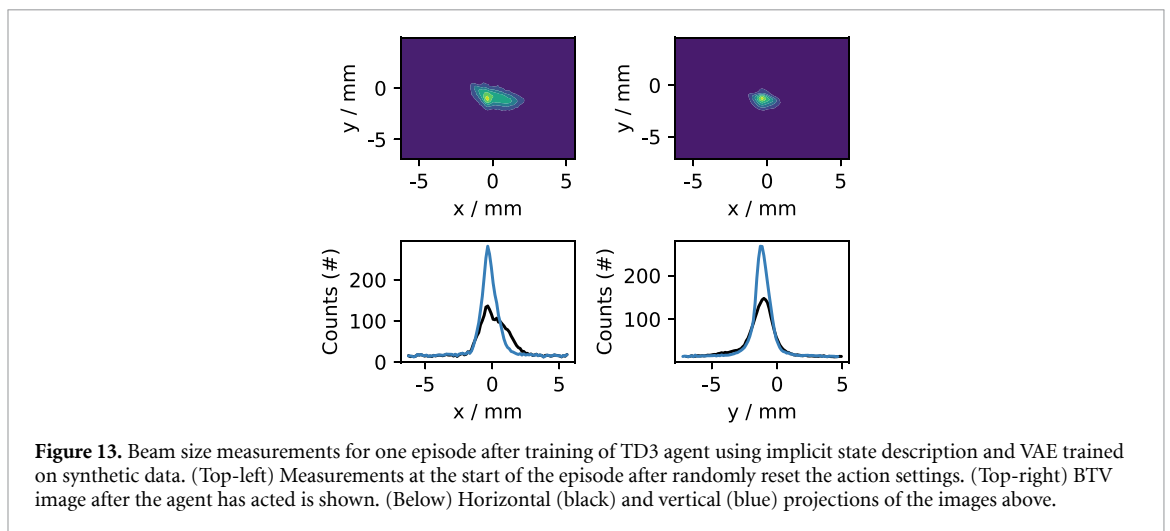 y / mm
0
-5
-5
0
5
x / mm
y / mm
0
-5
-5
0
5
x / mm
Counts (#)
200
100
0
-5
0
5
x / mm
Counts (#)
200
100
-5
0
5
y / mm
Figure 13. Beam size measurements for one episode after training of TD3 agent using implicit state description and VAE trained
on synthetic data. (Top-left) Measurements at the start of the episode after randomly reset the action settings. (Top-right) BTV
image after the agent has acted is shown. (Below) Horizontal (black) and vertical (blue) projections of the images above.